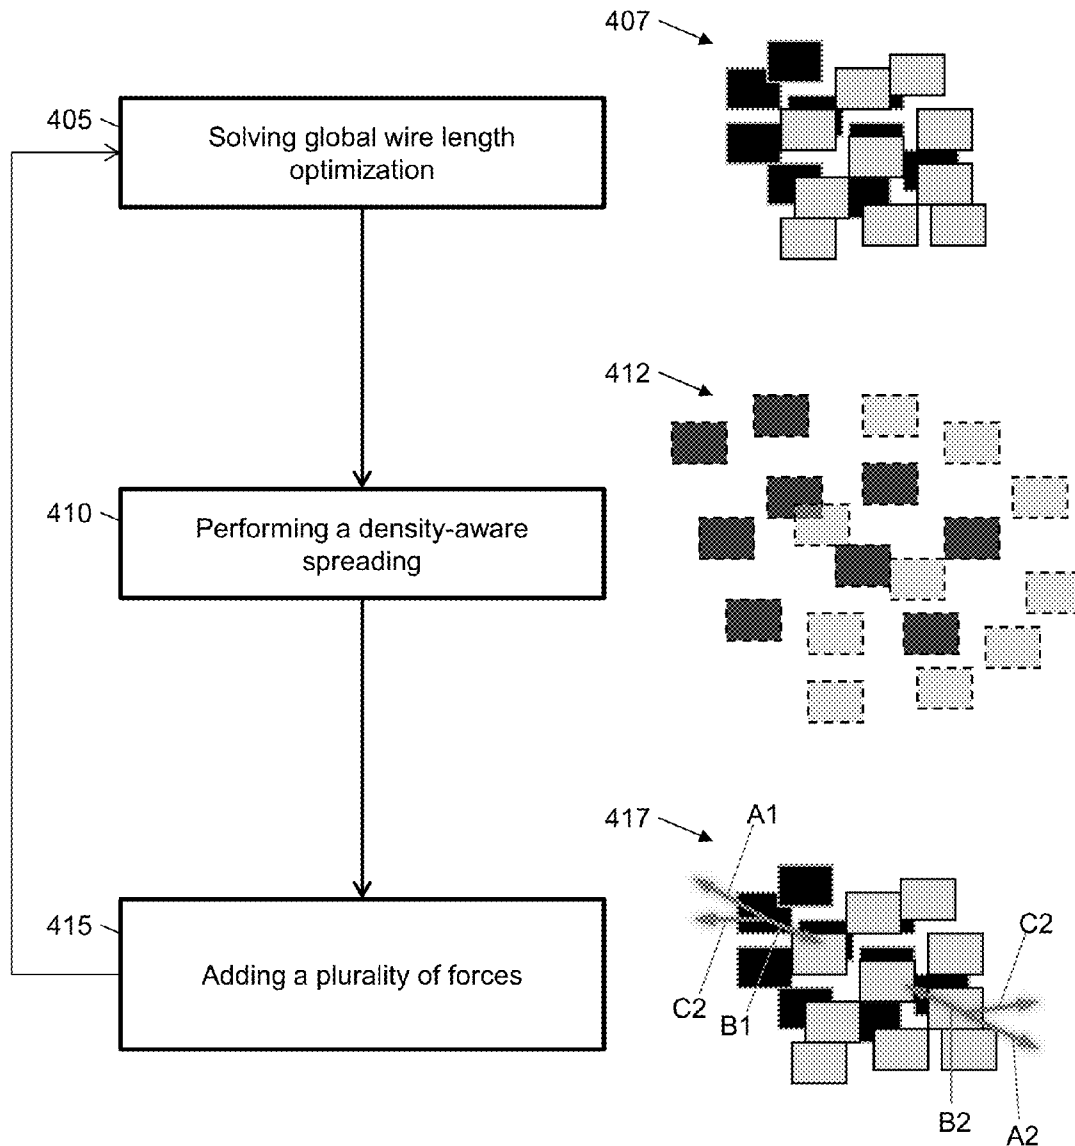 407
405
Solving global wire length
optimization
412
410
Performing a density-aware
spreading
417
A1
415
Adding a plurality of forces
C2
C2
B1
B2
A2